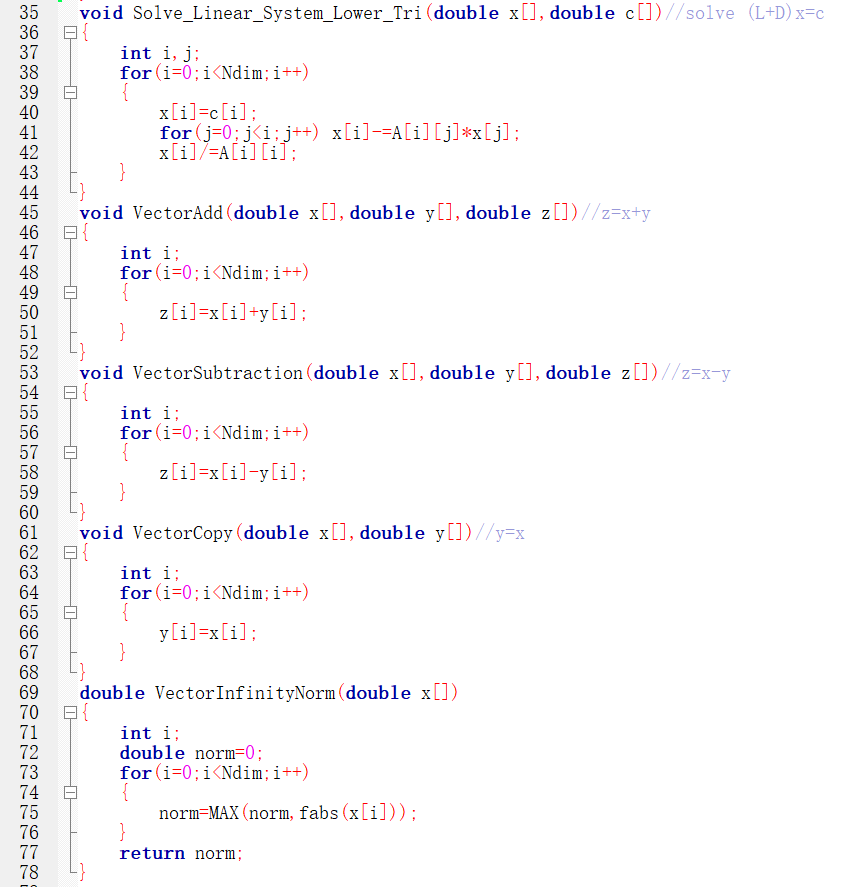 35 void Solve_Linear_System_Lower_Tri(double x[],double c[])//solve (L+D)x=c
36 {
37 int i,j;
38 for(i=0;i<Ndim;i++)
39 {
40 x[i]=c[i];
41 for(j=0;j<i;j++) x[i]-=A[i][j]*x[j];
42 x[i]/=A[i][i];
43 }
44 }
45 void VectorAdd(double x[],double y[],double z[])//z=x+y
46 {
47 int i;
48 for(i=0;i<Ndim;i++)
49 {
50 z[i]=x[i]+y[i];
51 }
52 }
53 void VectorSubtraction(double x[],double y[],double z[])//z=x-y
54 {
55 int i;
56 for(i=0;i<Ndim;i++)
57 {
58 z[i]=x[i]-y[i];
59 }
60 }
61 void VectorCopy(double x[],double y[])//y=x
62 {
63 int i;
64 for(i=0;i<Ndim;i++)
65 {
66 y[i]=x[i];
67 }
68 }
69 double VectorInfinityNorm(double x[])
70 {
71 int i;
72 double norm=0;
73 for(i=0;i<Ndim;i++)
74 {
75 norm=MAX(norm,fabs(x[i]));
76 }
77 return norm;
78 }